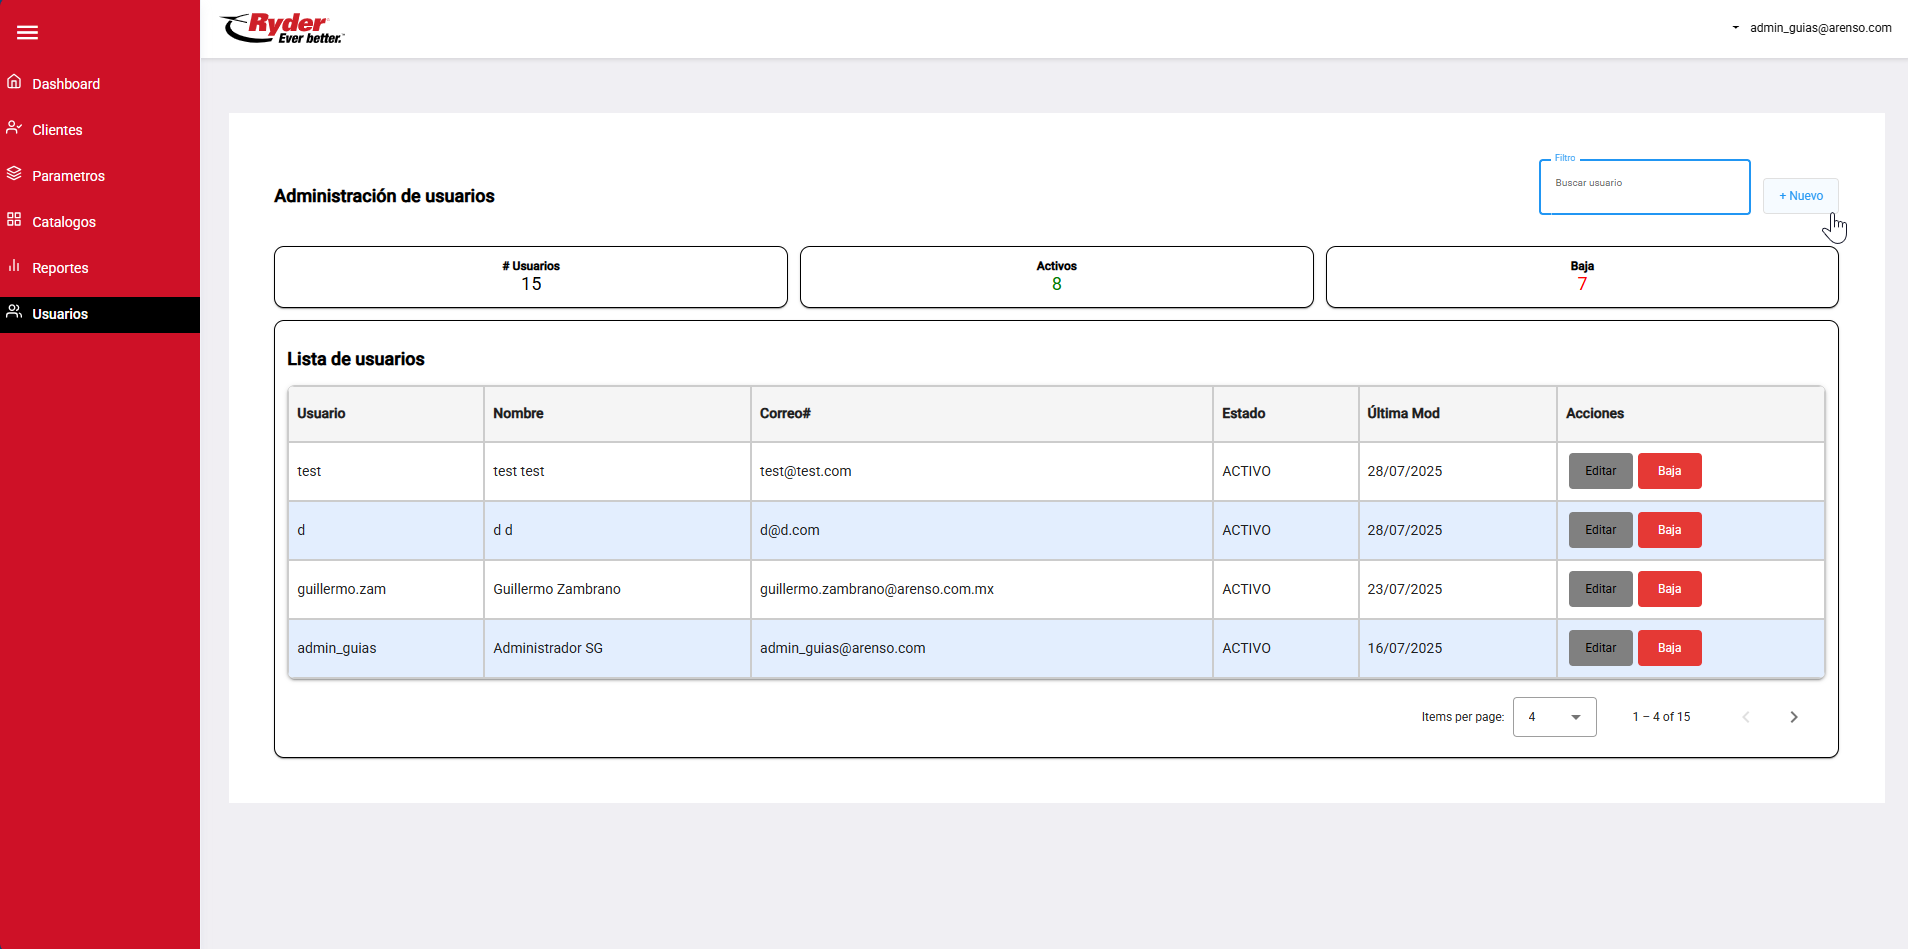 Ryder
Ever better.™
admin_guias@arenso.com
Dashboard
Clientes
Parametros
Catalogos
Reportes
Usuarios
Administración de usuarios
Filtro
Buscar usuario
+ Nuevo
# Usuarios
15
Activos
8
Baja
7
Lista de usuarios
Usuario Nombre Correo# Estado Última Mod Acciones
test test test test@test.com ACTIVO 28/07/2025 Editar Baja
d d d d@d.com ACTIVO 28/07/2025 Editar Baja
guillermo.zam Guillermo Zambrano guillermo.zambrano@arenso.com.mx ACTIVO 23/07/2025 Editar Baja
admin_guias Administrador SG admin_guias@arenso.com ACTIVO 16/07/2025 Editar Baja
Items per page: 4 1 – 4 of 15